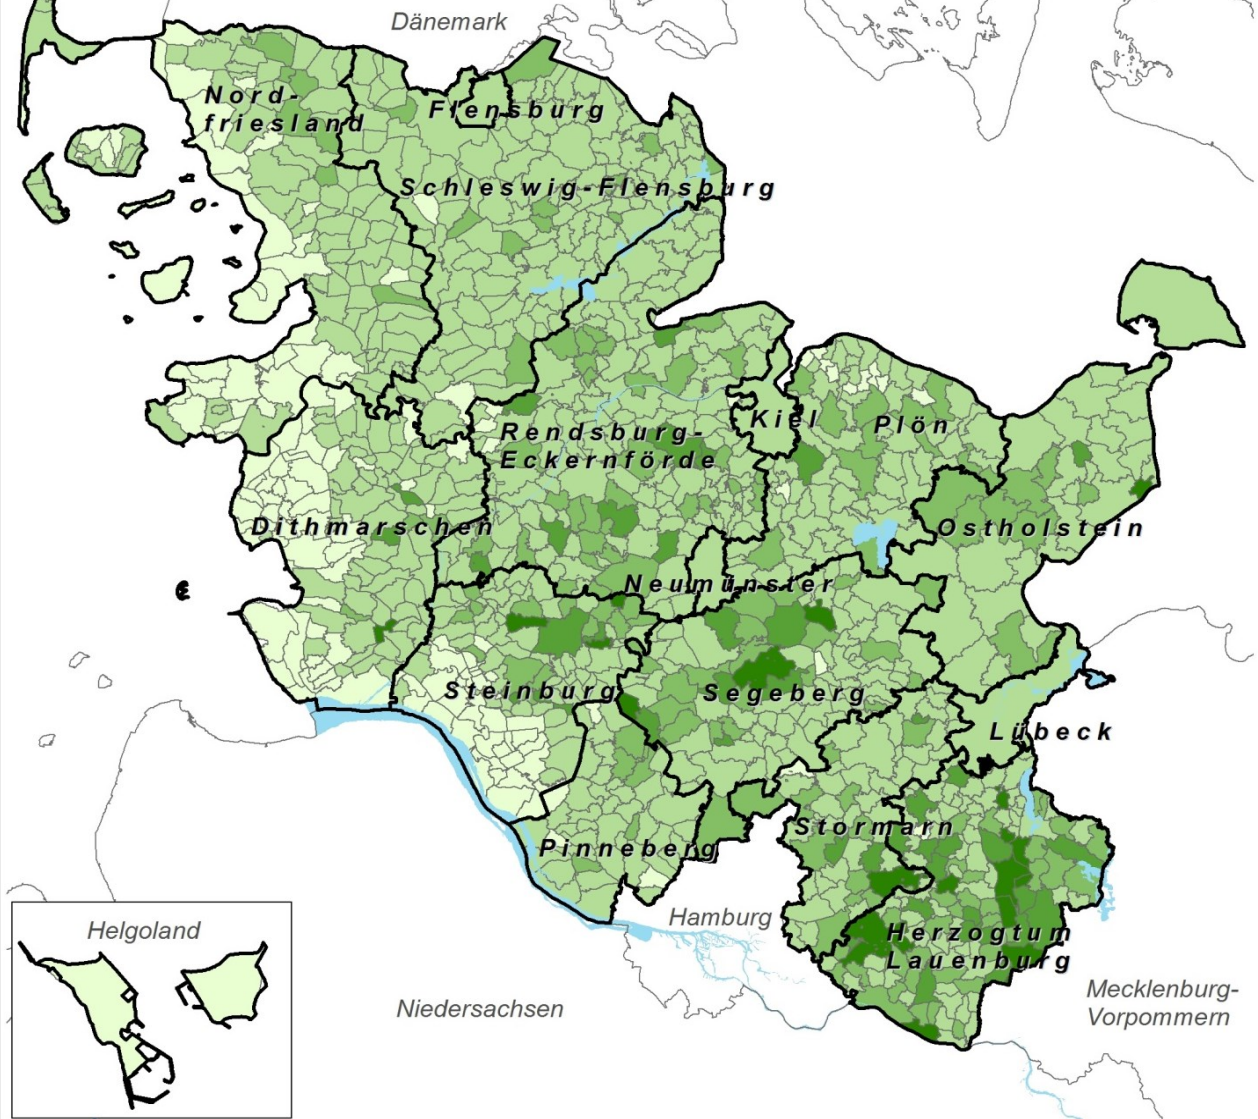 Dänemark
Nord-
friesland
Flensburg
Schleswig-Flensburg
Kiel
Plön
Rendsburg-
Eckernförde
Dithmarschen
Ostholstein
Neumünster
Steinburg
Segeberg
Lübeck
Stormarn
Pinneberg
Hamburg
Herzogtum
Lauenburg
Helgoland
Niedersachsen
Mecklenburg-
Vorpommern